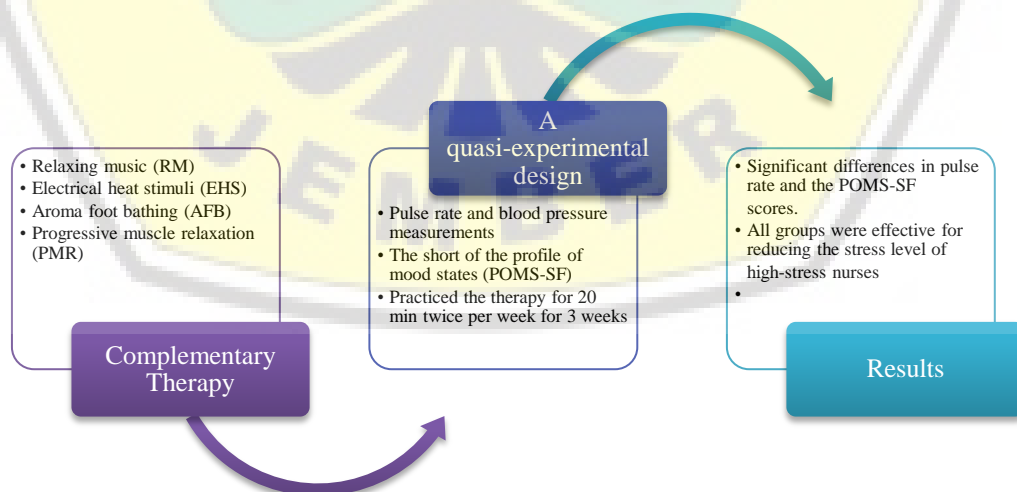 • Relaxing music (RM)
• Electrical heat stimuli (EHS)
• Aroma foot bathing (AFB)
• Progressive muscle relaxation
(PMR)
Complementary
Therapy
A
quasi-experimental
design
• Pulse rate and blood pressure
measurements
• The short of the profile of
mood states (POMS-SF)
• Practiced the therapy for 20
min twice per week for 3 weeks
• Significant differences in pulse
rate and the POMS-SF
scores.
• All groups were effective for
reducing the stress level of
high-stress nurses
•
Results
JEMBER